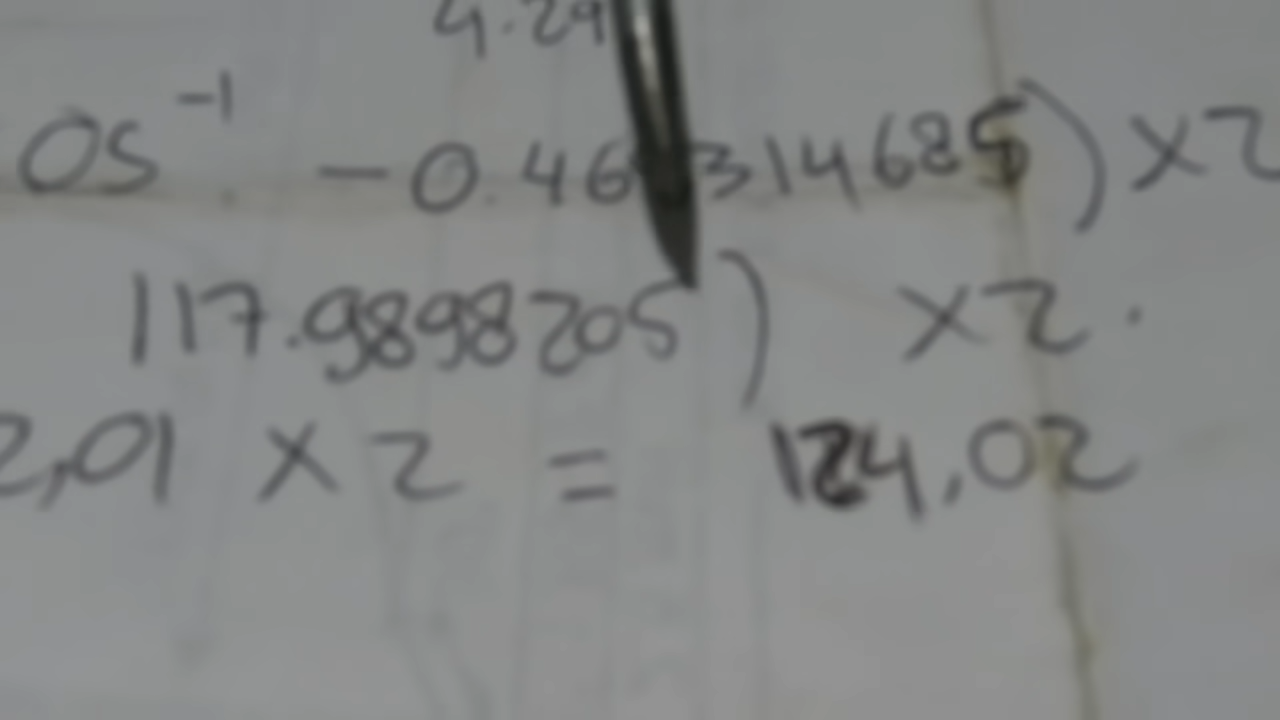 4.29
OS⁻¹ -0.46 314685) x2
117.9898205) x2.
2,01 x 2 = 124,02